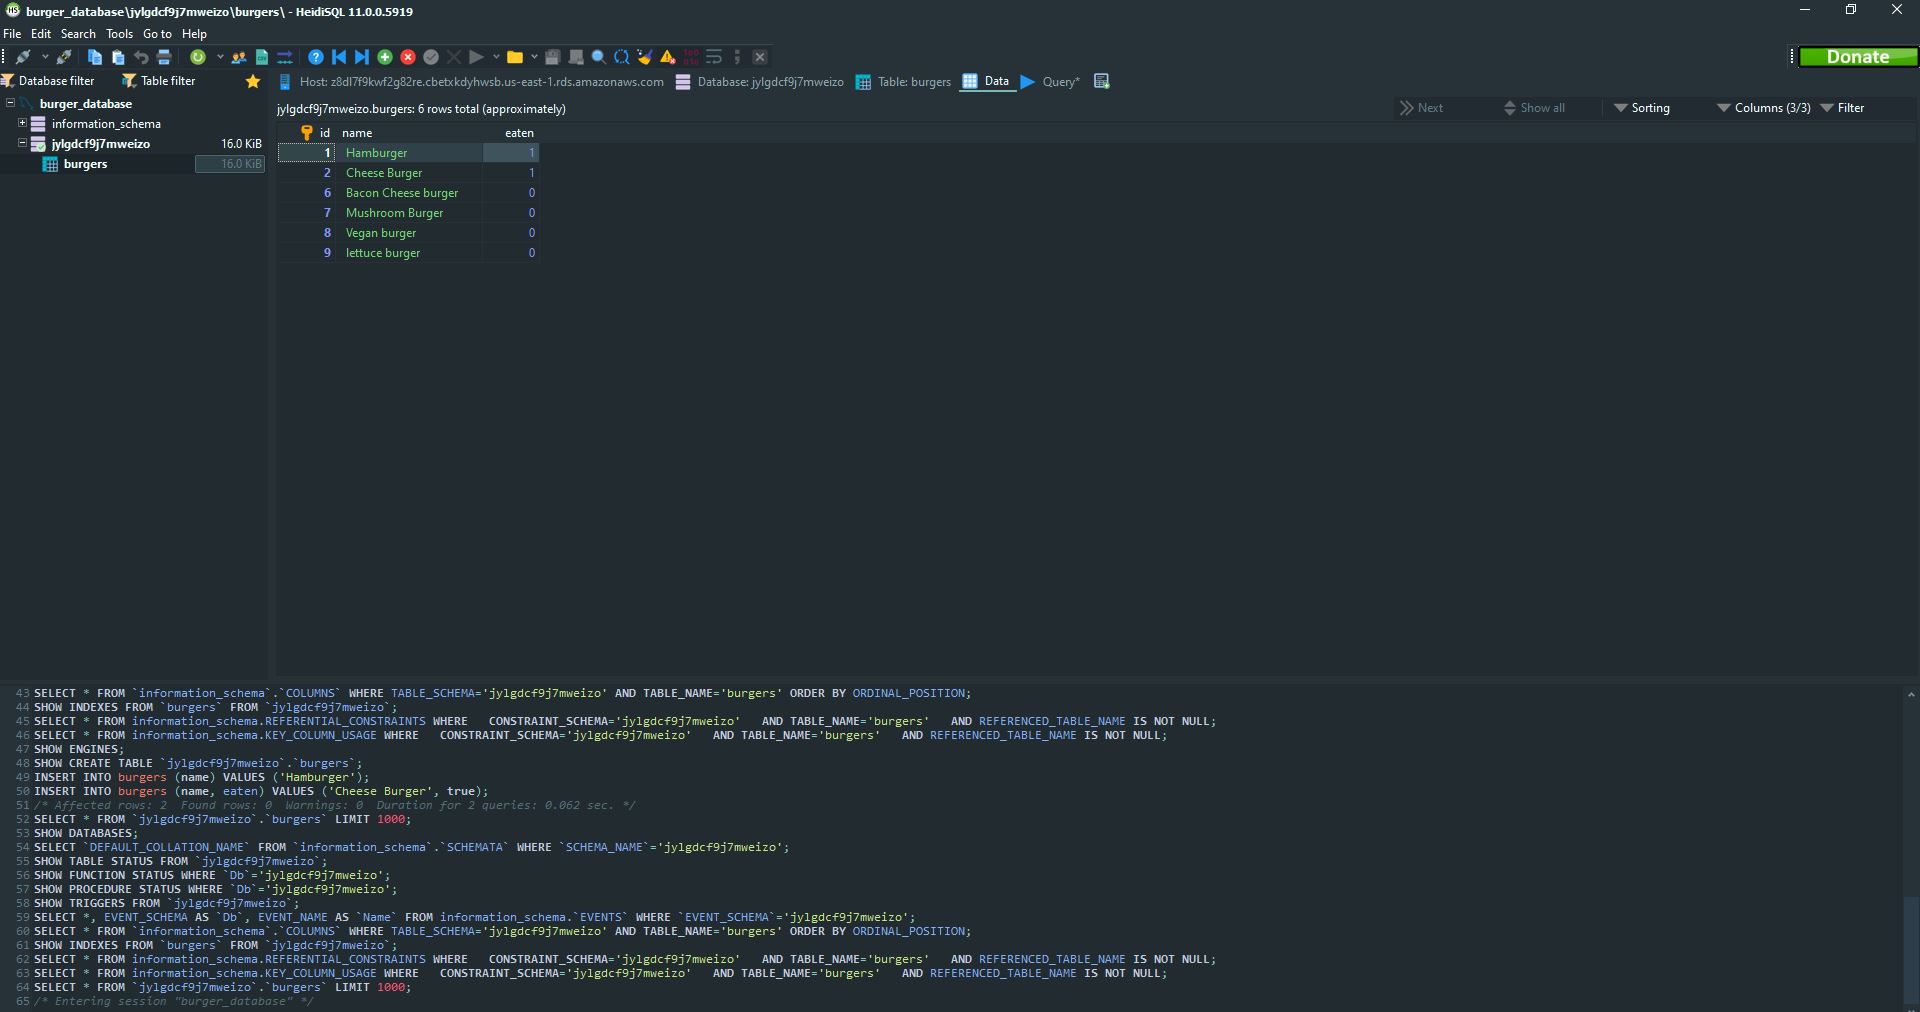 burger_database\jylgdcf9j7mweizo\burgers\ - HeidiSQL 11.0.0.5919
File Edit Search Tools Go to Help
Donate
Database filter Table filter Host: z8dl7f9kwf2g82re.cbetxkdyhwsb.us-east-1.rds.amazonaws.com Database: jylgdcf9j7mweizo Table: burgers Data Query*
burger_database
information_schema
jylgdcf9j7mweizo 16.0 KiB
burgers 16.0 KiB
jylgdcf9j7mweizo.burgers: 6 rows total (approximately) Next Show all Sorting Columns (3/3) Filter
id name eaten
1 Hamburger 1
2 Cheese Burger 1
6 Bacon Cheese burger 0
7 Mushroom Burger 0
8 Vegan burger 0
9 lettuce burger 0
43 SELECT * FROM `information_schema`.`COLUMNS` WHERE TABLE_SCHEMA='jylgdcf9j7mweizo' AND TABLE_NAME='burgers' ORDER BY ORDINAL_POSITION;
44 SHOW INDEXES FROM `burgers` FROM `jylgdcf9j7mweizo`;
45 SELECT * FROM information_schema.REFERENTIAL_CONSTRAINTS WHERE   CONSTRAINT_SCHEMA='jylgdcf9j7mweizo'   AND TABLE_NAME='burgers'   AND REFERENCED_TABLE_NAME IS NOT NULL;
46 SELECT * FROM information_schema.KEY_COLUMN_USAGE WHERE   CONSTRAINT_SCHEMA='jylgdcf9j7mweizo'   AND TABLE_NAME='burgers'   AND REFERENCED_TABLE_NAME IS NOT NULL;
47 SHOW ENGINES;
48 SHOW CREATE TABLE `jylgdcf9j7mweizo`.`burgers`;
49 INSERT INTO burgers (name) VALUES ('Hamburger');
50 INSERT INTO burgers (name, eaten) VALUES ('Cheese Burger', true);
51 /* Affected rows: 2  Found rows: 0  Warnings: 0  Duration for 2 queries: 0.062 sec. */
52 SELECT * FROM `jylgdcf9j7mweizo`.`burgers` LIMIT 1000;
53 SHOW DATABASES;
54 SELECT `DEFAULT_COLLATION_NAME` FROM `information_schema`.`SCHEMATA` WHERE `SCHEMA_NAME`='jylgdcf9j7mweizo';
55 SHOW TABLE STATUS FROM `jylgdcf9j7mweizo`;
56 SHOW FUNCTION STATUS WHERE `Db`='jylgdcf9j7mweizo';
57 SHOW PROCEDURE STATUS WHERE `Db`='jylgdcf9j7mweizo';
58 SHOW TRIGGERS FROM `jylgdcf9j7mweizo`;
59 SELECT *, EVENT_SCHEMA AS `Db`, EVENT_NAME AS `Name` FROM information_schema.`EVENTS` WHERE `EVENT_SCHEMA`='jylgdcf9j7mweizo';
60 SELECT * FROM `information_schema`.`COLUMNS` WHERE TABLE_SCHEMA='jylgdcf9j7mweizo' AND TABLE_NAME='burgers' ORDER BY ORDINAL_POSITION;
61 SHOW INDEXES FROM `burgers` FROM `jylgdcf9j7mweizo`;
62 SELECT * FROM information_schema.REFERENTIAL_CONSTRAINTS WHERE   CONSTRAINT_SCHEMA='jylgdcf9j7mweizo'   AND TABLE_NAME='burgers'   AND REFERENCED_TABLE_NAME IS NOT NULL;
63 SELECT * FROM information_schema.KEY_COLUMN_USAGE WHERE   CONSTRAINT_SCHEMA='jylgdcf9j7mweizo'   AND TABLE_NAME='burgers'   AND REFERENCED_TABLE_NAME IS NOT NULL;
64 SELECT * FROM `jylgdcf9j7mweizo`.`burgers` LIMIT 1000;
65 /* Entering session "burger_database" */